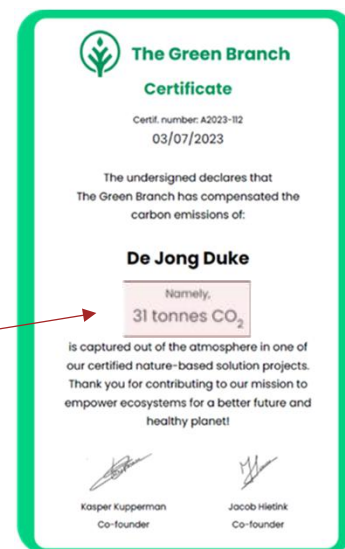 The Green Branch
Certificate
Certif. number: A2023-112
03/07/2023
The undersigned declares that
The Green Branch has compensated the
carbon emissions of:
De Jong Duke
Namely,
31 tonnes CO₂
is captured out of the atmosphere in one of
our certified nature-based solution projects.
Thank you for contributing to our mission to
empower ecosystems for a better future and
healthy planet!
Kasper Kupperman
Jacob Hietink
Co-founder
Co-founder